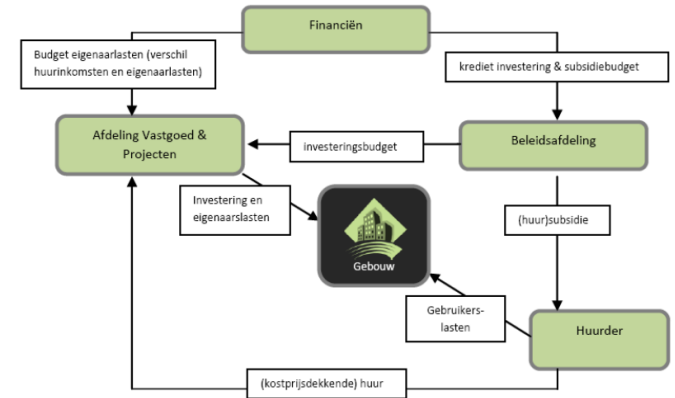 Financiën
Budget eigenaarlasten (verschil
huurinkomsten en eigenaarlasten)
krediet investering & subsidiebudget
Afdeling Vastgoed &
Projecten
investeringsbudget
Beleidsafdeling
Investering en
eigenaarslasten
(huur)subsidie
Gebouw
Gebruikers-
lasten
Huurder
(kostprijsdekkende) huur